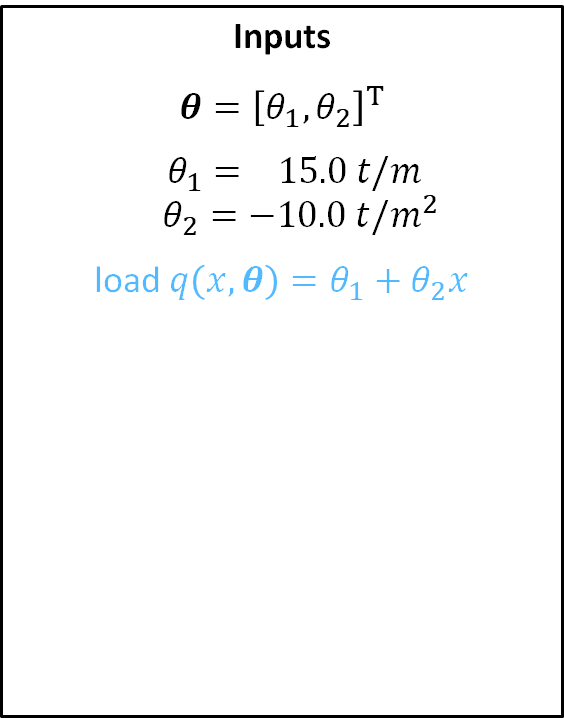 Inputs
𝜽 = [θ₁, θ₂]ᵀ
θ₁ = 15.0 t/m
θ₂ = −10.0 t/m²
load q(x, 𝜽) = θ₁ + θ₂x